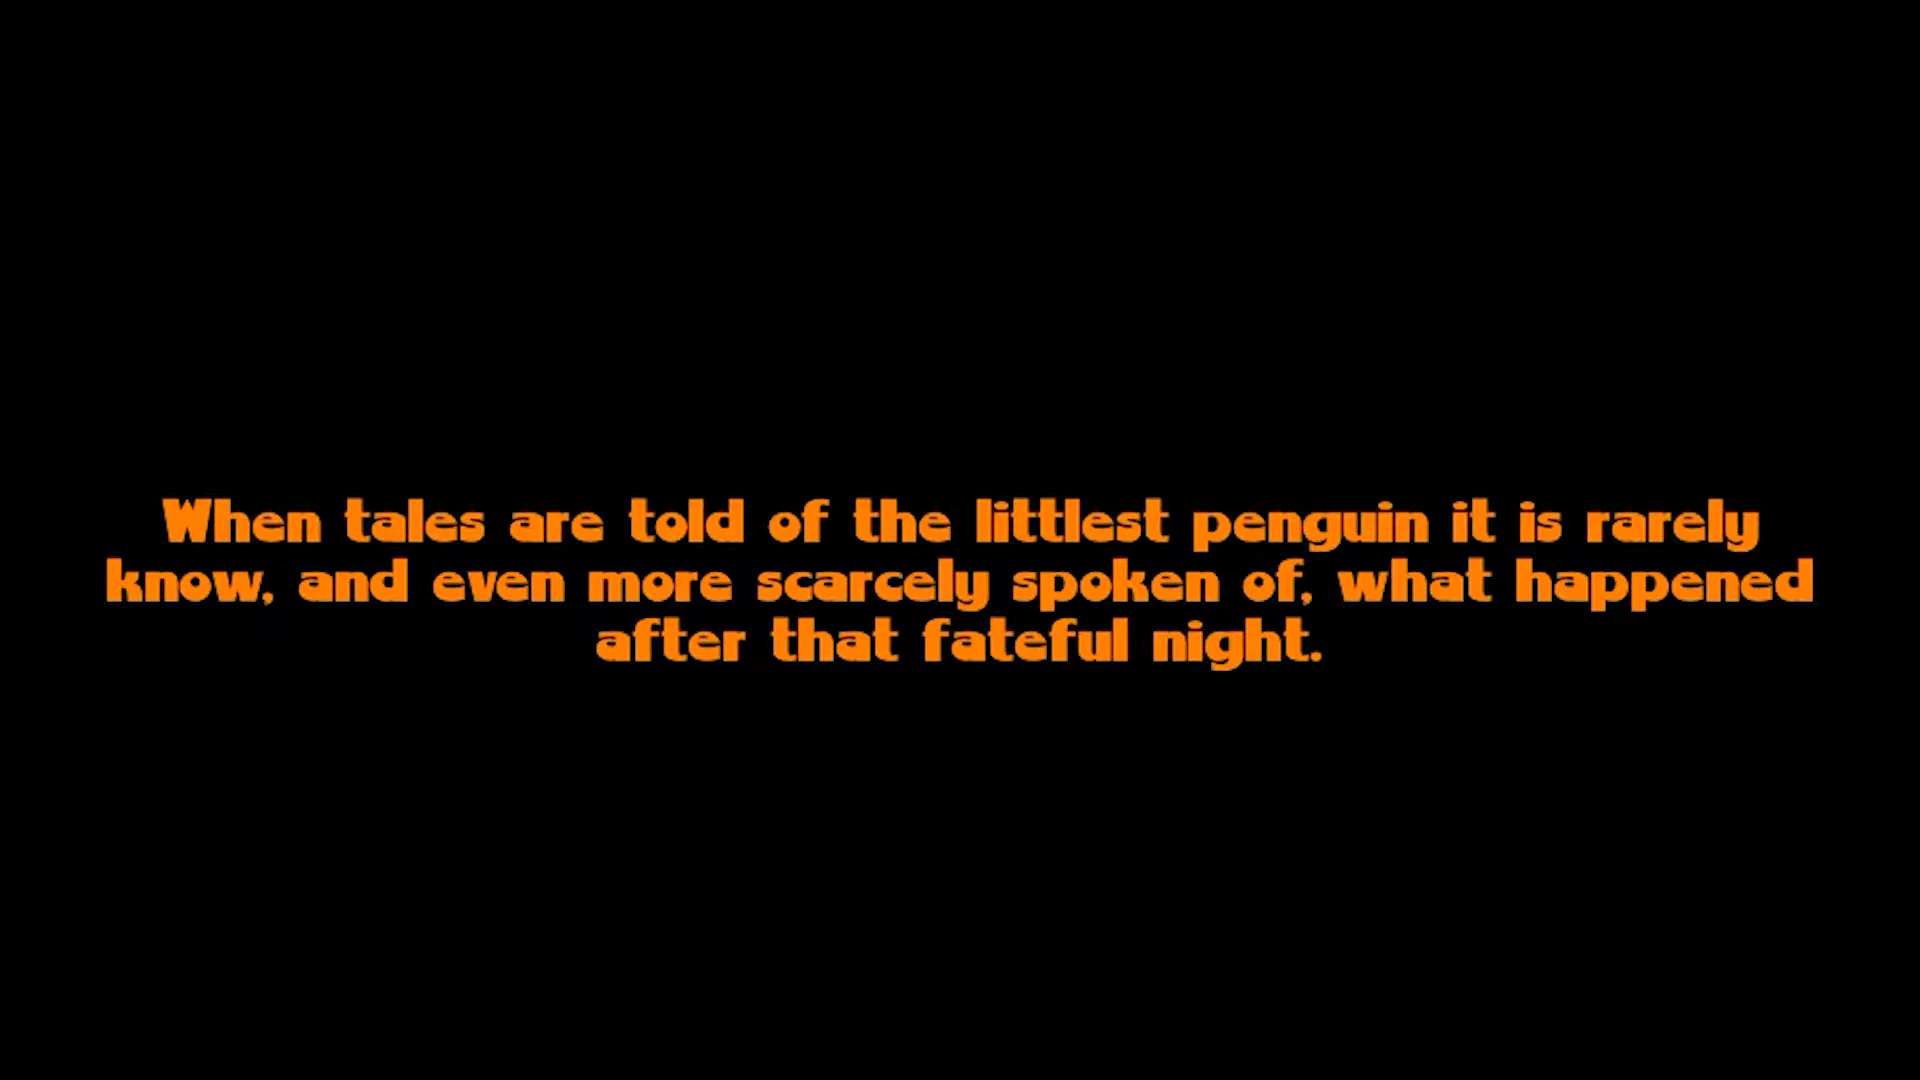 When tales are told of the littlest penguin it is rarely
know, and even more scarcely spoken of, what happened
after that fateful night.